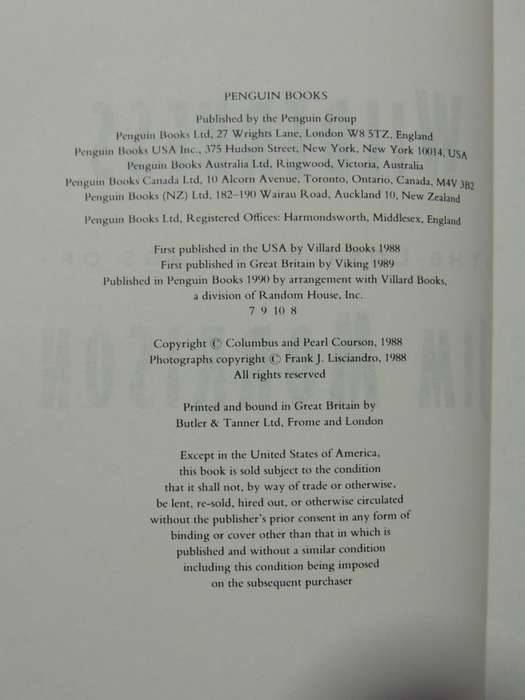 PENGUIN BOOKS
Published by the Penguin Group
Penguin Books Ltd, 27 Wrights Lane, London W8 5TZ, England
Penguin Books USA Inc., 375 Hudson Street, New York, New York 10014, USA
Penguin Books Australia Ltd, Ringwood, Victoria, Australia
Penguin Books Canada Ltd, 10 Alcorn Avenue, Toronto, Ontario, Canada, M4V 3B2
Penguin Books (NZ) Ltd, 182–190 Wairau Road, Auckland 10, New Zealand
Penguin Books Ltd, Registered Offices: Harmondsworth, Middlesex, England
First published in the USA by Villard Books 1988
First published in Great Britain by Viking 1989
Published in Penguin Books 1990 by arrangement with Villard Books,
a division of Random House, Inc.
7 9 10 8
Copyright © Columbus and Pearl Courson, 1988
Photographs copyright © Frank J. Lisciandro, 1988
All rights reserved
Printed and bound in Great Britain by
Butler & Tanner Ltd, Frome and London
Except in the United States of America,
this book is sold subject to the condition
that it shall not, by way of trade or otherwise,
be lent, re-sold, hired out, or otherwise circulated
without the publisher's prior consent in any form of
binding or cover other than that in which is
published and without a similar condition
including this condition being imposed
on the subsequent purchaser